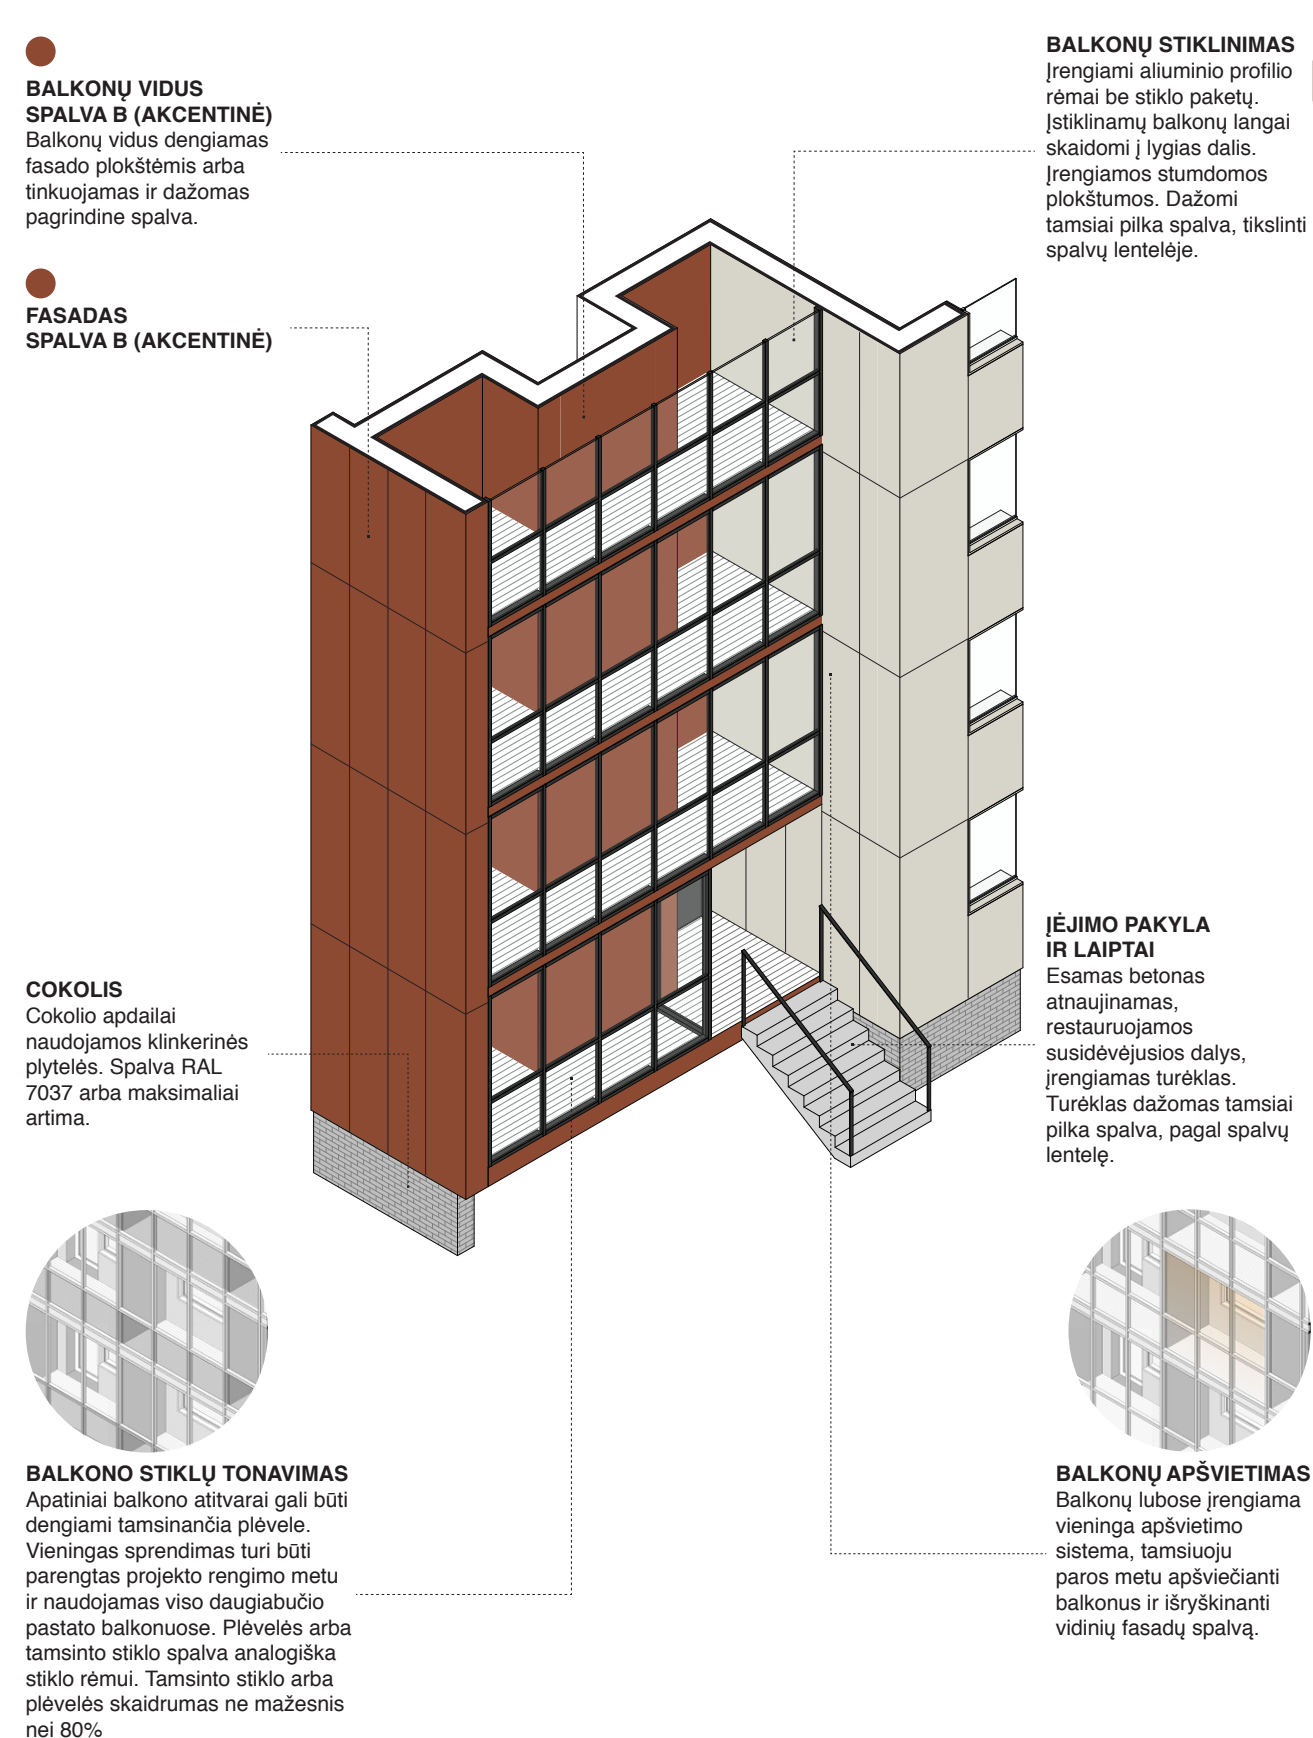 BALKONŲ VIDUS
SPALVA B (AKCENTINĖ)
Balkonų vidus dengiamas
fasado plokštėmis arba
tinkuojamas ir dažomas
pagrindine spalva.
FASADAS
SPALVA B (AKCENTINĖ)
BALKONŲ STIKLINIMAS
Įrengiami aliuminio profilio
rėmai be stiklo paketų.
Įstiklinamų balkonų langai
skaidomi į lygias dalis.
Įrengiamos stumdomos
plokštumos. Dažomi
tamsiai pilka spalva, tikslinti
spalvų lentelėje.
COKOLIS
Cokolio apdailai
naudojamos klinkerinės
plytelės. Spalva RAL
7037 arba maksimaliai
artima.
ĮĖJIMO PAKYLA
IR LAIPTAI
Esamas betonas
atnaujinamas,
restauruojamos
susidėvėjusios dalys,
įrengiamas turėklas.
Turėklas dažomas tamsiai
pilka spalva, pagal spalvų
lentelę.
BALKONO STIKLŲ TONAVIMAS
Apatiniai balkono atitvarai gali būti
dengiami tamsinančia plėvele.
Vieningas sprendimas turi būti
parengtas projekto rengimo metu
ir naudojamas viso daugiabučio
pastato balkonuose. Plėvelės arba
tamsinto stiklo spalva analogiška
stiklo rėmui. Tamsinto stiklo arba
plėvelės skaidrumas ne mažesnis
nei 80%
BALKONŲ APŠVIETIMAS
Balkonų lubose įrengiama
vieninga apšvietimo
sistema, tamsiuoju
paros metu apšviečianti
balkonus ir išryškinanti
vidinių fasadų spalvą.